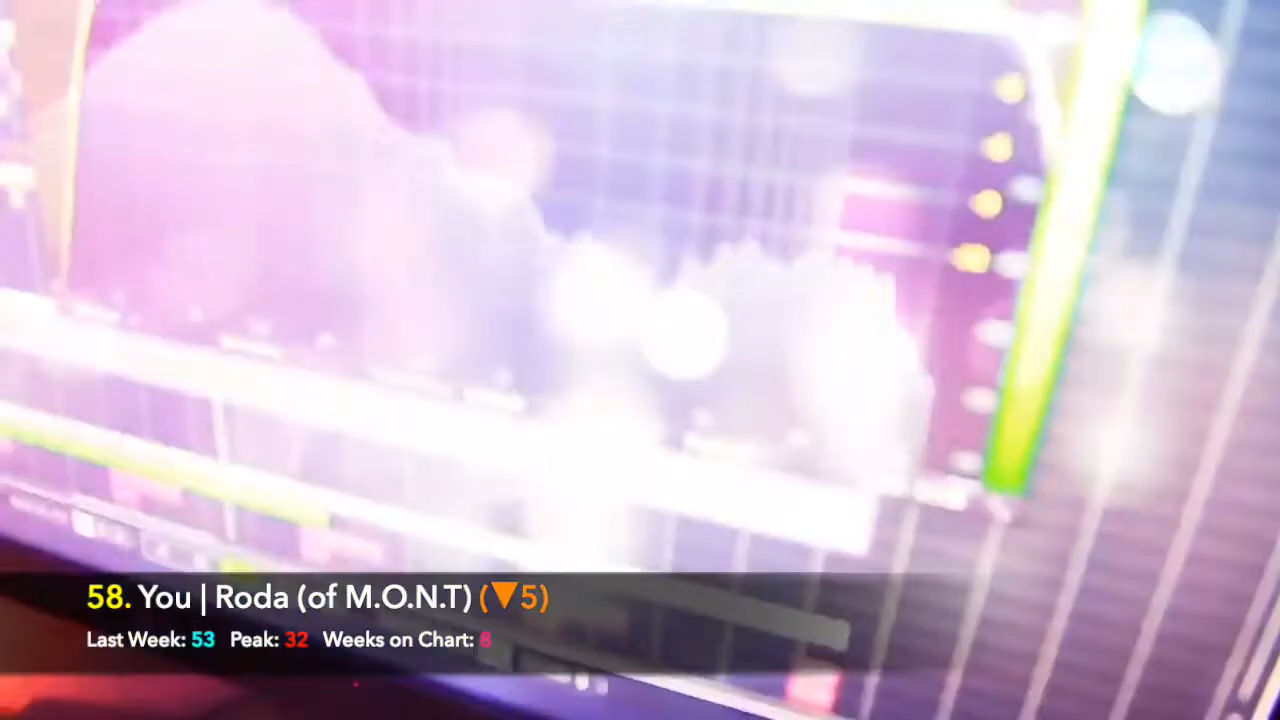 58. You | Roda (of M.O.N.T) (▼5)
Last Week: 53 Peak: 32 Weeks on Chart: 8